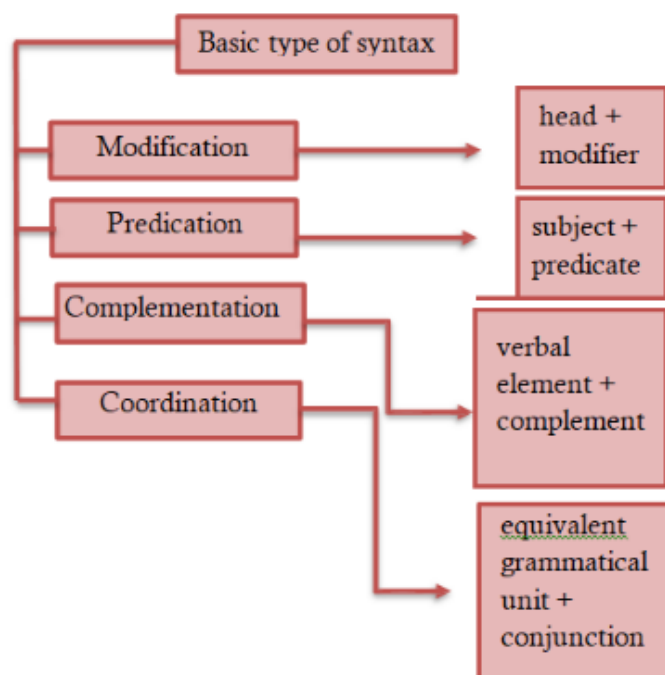 Basic type of syntax
Modification
head +
modifier
Predication
subject +
predicate
Complementation
verbal
element +
complement
Coordination
equivalent
grammatical
unit +
conjunction